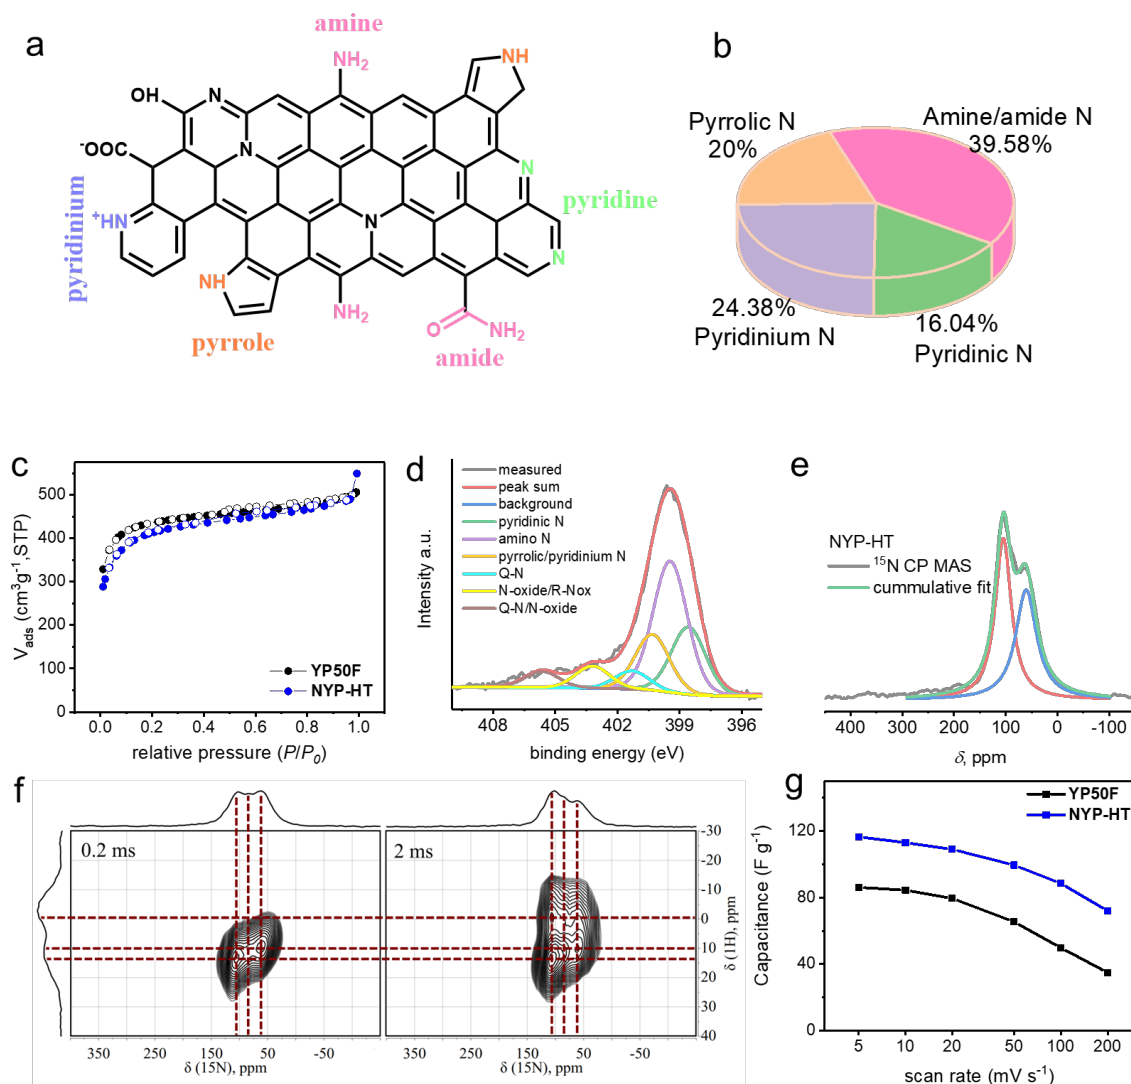 a
amine
NH₂
NH
OH
N
⁻OOC
N
N
pyridinium
⁺HN
N
pyridine
N
NH
NH₂
O
NH₂
pyrrole
amide
b
Pyrrolic N
20%
Amine/amide N
39.58%
24.38%
Pyridinium N
16.04%
Pyridinic N
c
500
400
300
200
100
0
0.0 0.2 0.4 0.6 0.8 1.0
V_ads (cm³g⁻¹,STP)
relative pressure (P/P₀)
YP50F
NYP-HT
d
measured
peak sum
background
pyridinic N
amino N
pyrrolic/pyridinium N
Q-N
N-oxide/R-Nox
Q-N/N-oxide
Intensity a.u.
408 405 402 399 396
binding energy (eV)
e
NYP-HT
¹⁵N CP MAS
cummulative fit
400 300 200 100 0 -100
δ, ppm
f
0.2 ms
2 ms
-30
-20
-10
0
10
20
30
40
δ (1H), ppm
350 250 150 50 -50
350 250 150 50 -50
δ (15N), ppm
δ (15N), ppm
g
YP50F
NYP-HT
120
80
40
0
Capacitance (F g⁻¹)
5 10 20 50 100 200
scan rate (mV s⁻¹)